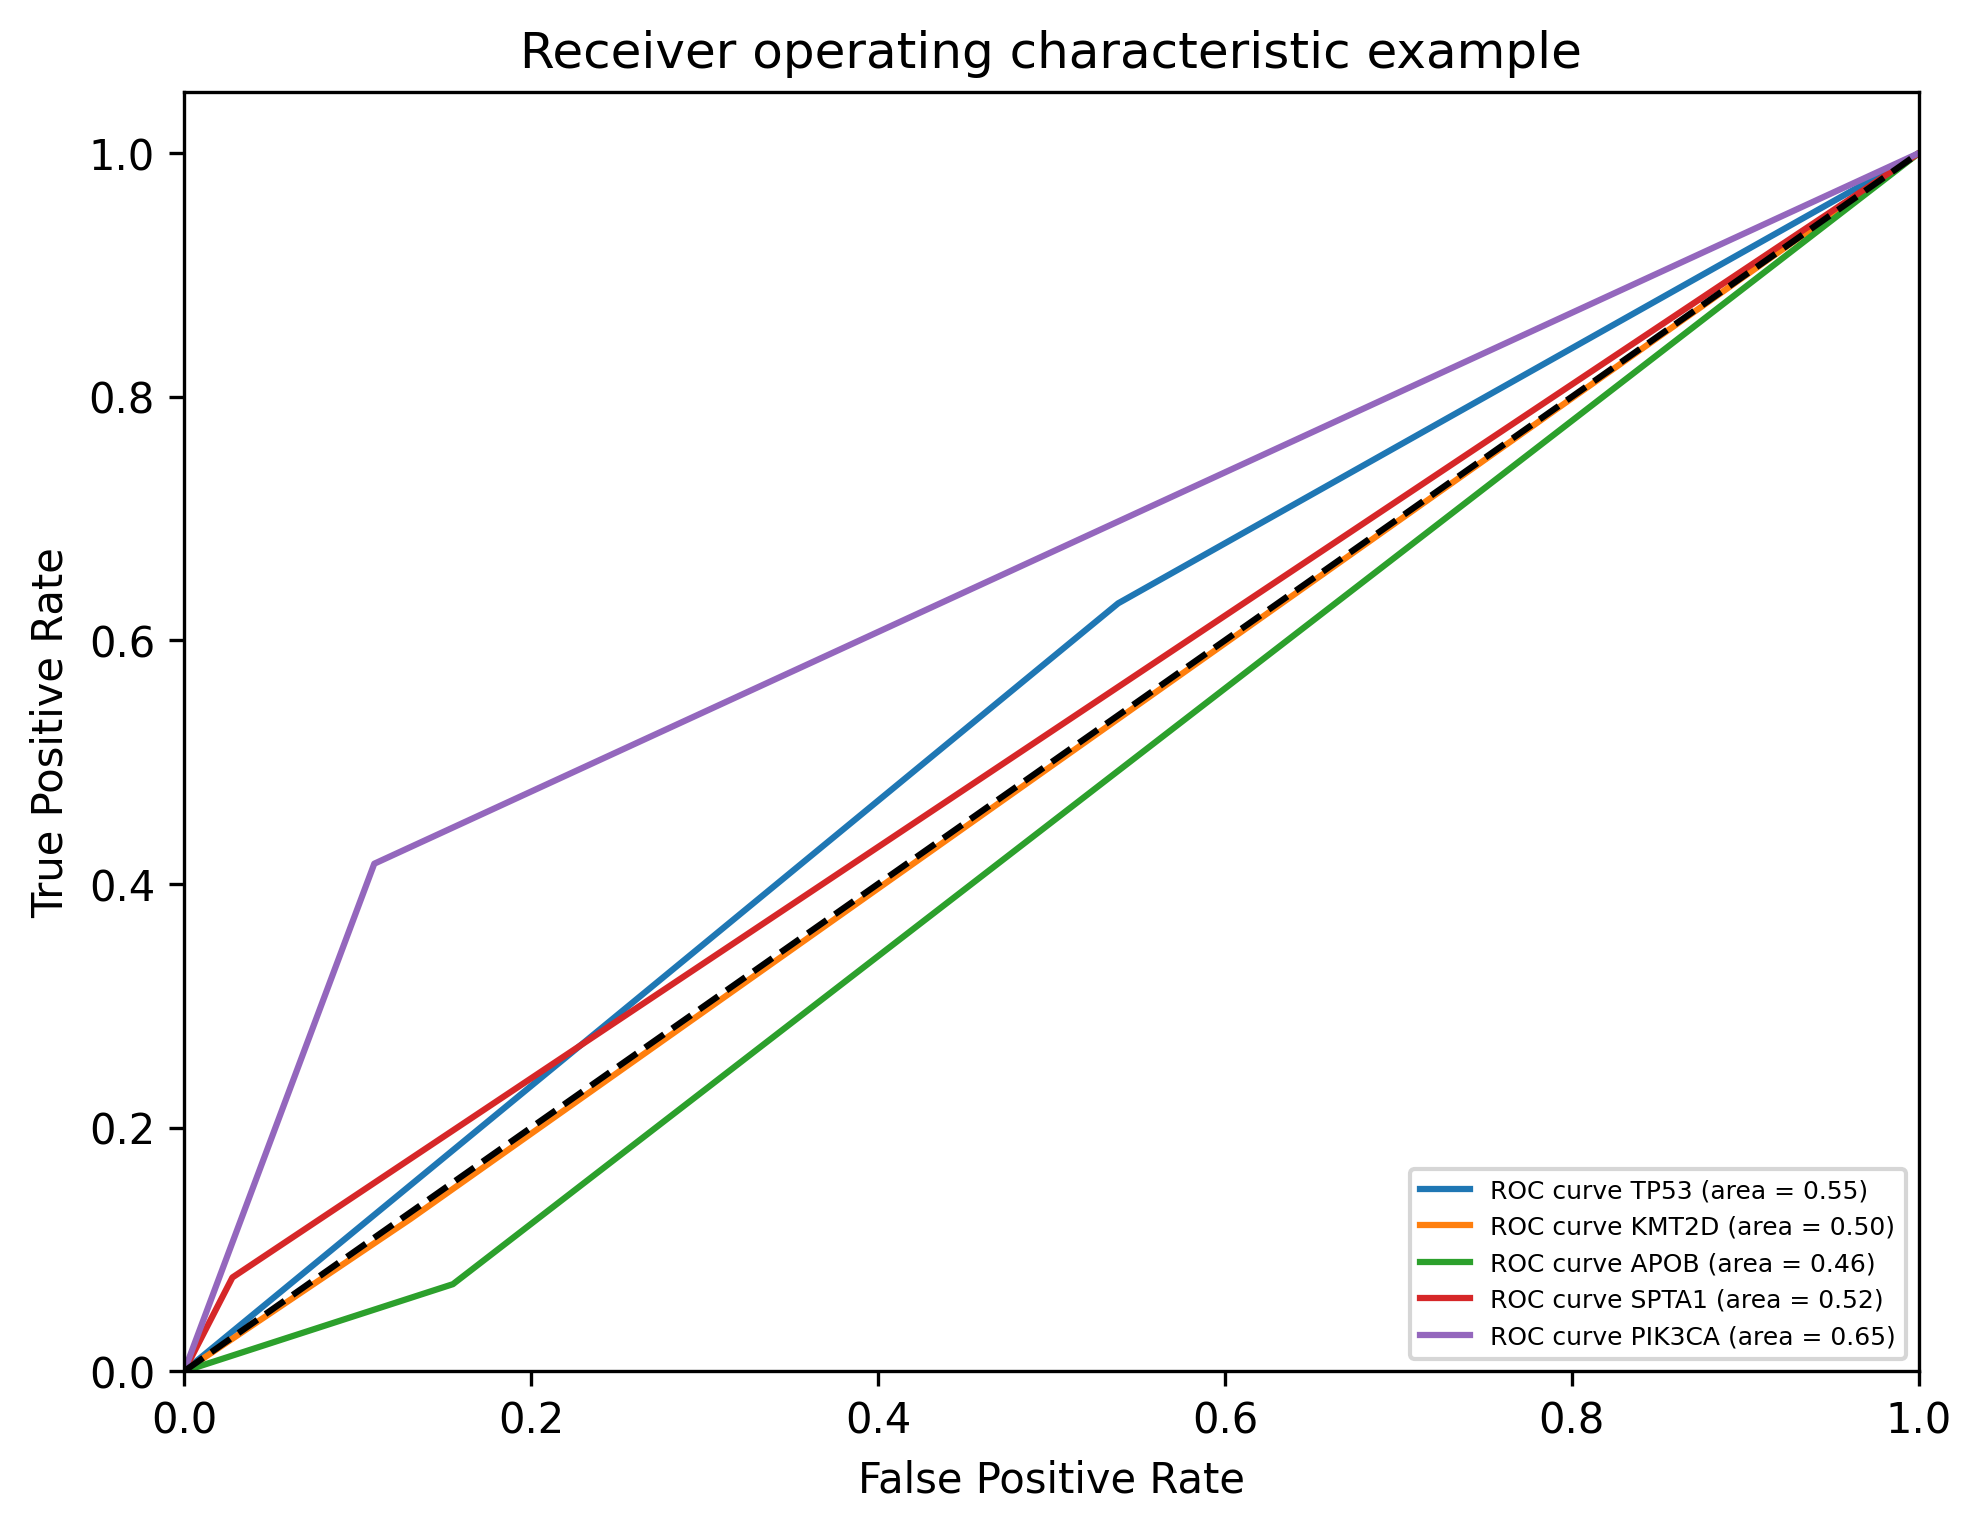 Receiver operating characteristic example
True Positive Rate
1.0
0.8
0.6
0.4
0.2
0.0
0.0 0.2 0.4 0.6 0.8 1.0
False Positive Rate
ROC curve TP53 (area = 0.55)
ROC curve KMT2D (area = 0.50)
ROC curve APOB (area = 0.46)
ROC curve SPTA1 (area = 0.52)
ROC curve PIK3CA (area = 0.65)